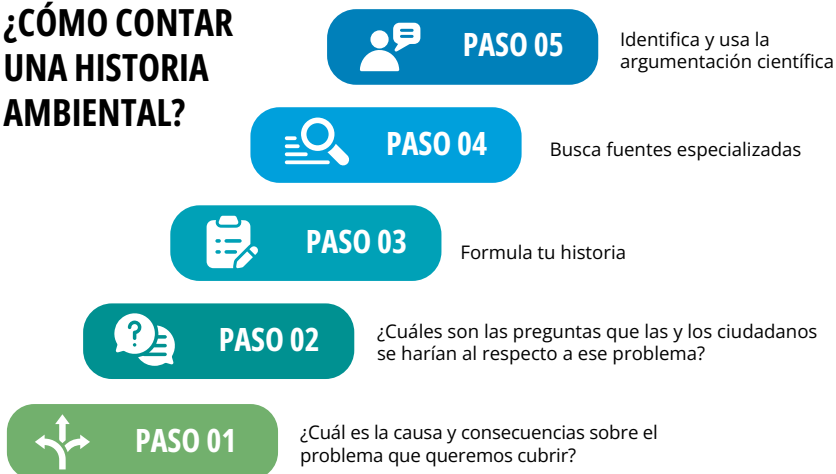 ¿CÓMO CONTAR
UNA HISTORIA
AMBIENTAL?
PASO 05
Identifica y usa la
argumentación científica
PASO 04
Busca fuentes especializadas
PASO 03
Formula tu historia
PASO 02
¿Cuáles son las preguntas que las y los ciudadanos
se harían al respecto a ese problema?
PASO 01
¿Cuál es la causa y consecuencias sobre el
problema que queremos cubrir?